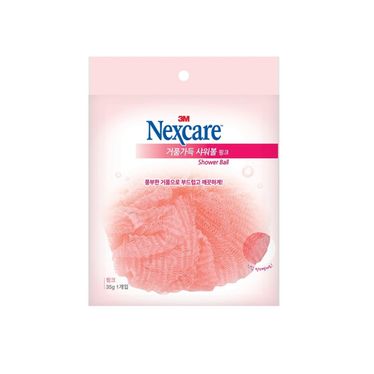 3M
Nexcare™
거품가득 샤워볼 핑크
Shower Ball
풍부한 거품으로 부드럽고 깨끗하게!
핑크
35g 1개입